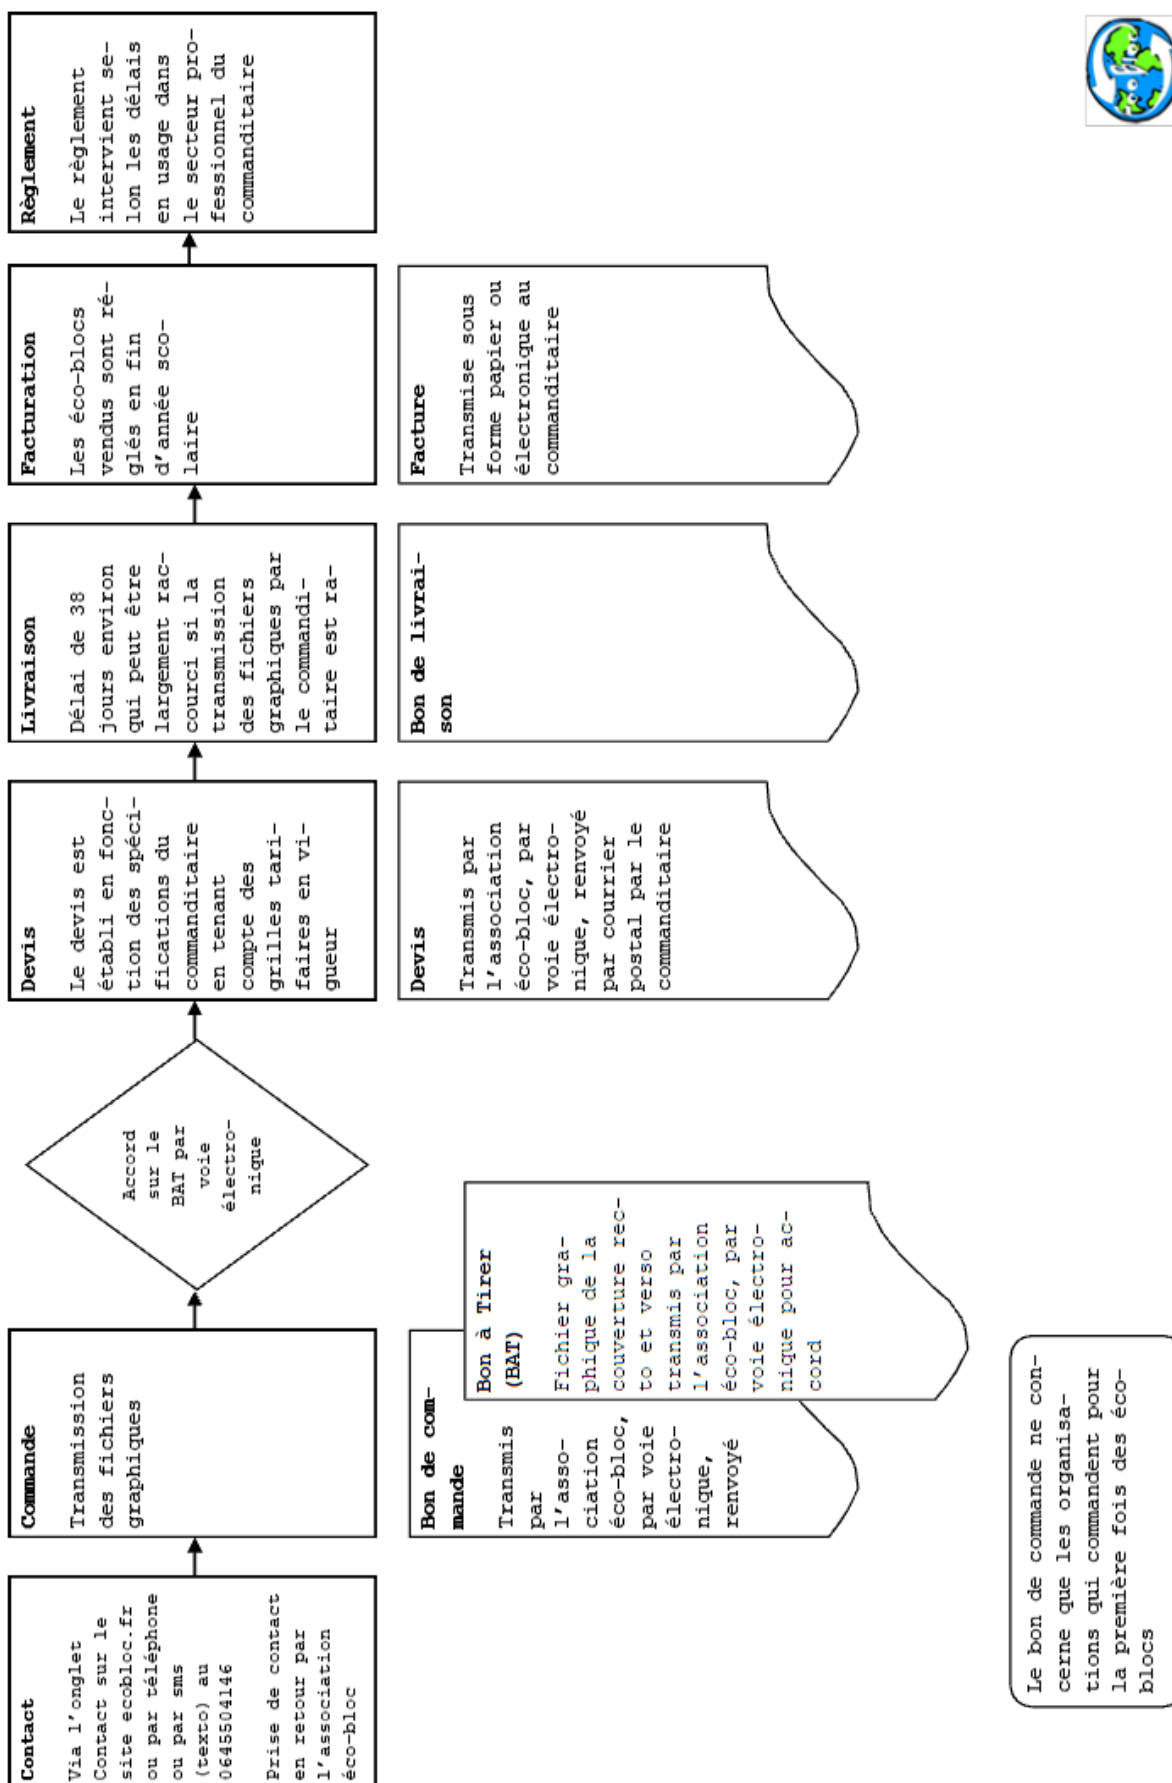 Contact
Via l'onglet
Contact sur le
site ecobloc.fr
ou par téléphone
ou par sms
(texto) au
0645504146
Prise de contact
en retour par
l'association
éco-bloc
Commande
Transmission
des fichiers
graphiques
Accord
sur le
BAT par
voie
électro-
nique
Devis
Le devis est
établi en fonc-
tion des spéci-
fications du
commanditaire
en tenant
compte des
grilles tari-
faires en vi-
gueur
Livraison
Délai de 38
jours environ
qui peut être
largement rac-
courci si la
transmission
des fichiers
graphiques par
le commandi-
taire est ra-
Facturation
Les éco-blocs
vendus sont ré-
glés en fin
d'année sco-
laire
Règlement
Le règlement
intervient se-
lon les délais
en usage dans
le secteur pro-
fessionnel du
commanditaire
Bon de com-
mande
Transmis
par
l'asso-
ciation
éco-bloc,
par voie
électro-
nique,
renvoyé
Bon à Tirer
(BAT)
Fichier gra-
phique de la
couverture rec-
to et verso
transmis par
l'association
éco-bloc, par
voie électro-
nique pour ac-
cord
Devis
Transmis par
l'association
éco-bloc, par
voie électro-
nique, renvoyé
par courrier
postal par le
commanditaire
Bon de livrai-
son
Facture
Transmise sous
forme papier ou
électronique au
commanditaire
Le bon de commande ne con-
cerne que les organisa-
tions qui commandent pour
la première fois des éco-
blocs